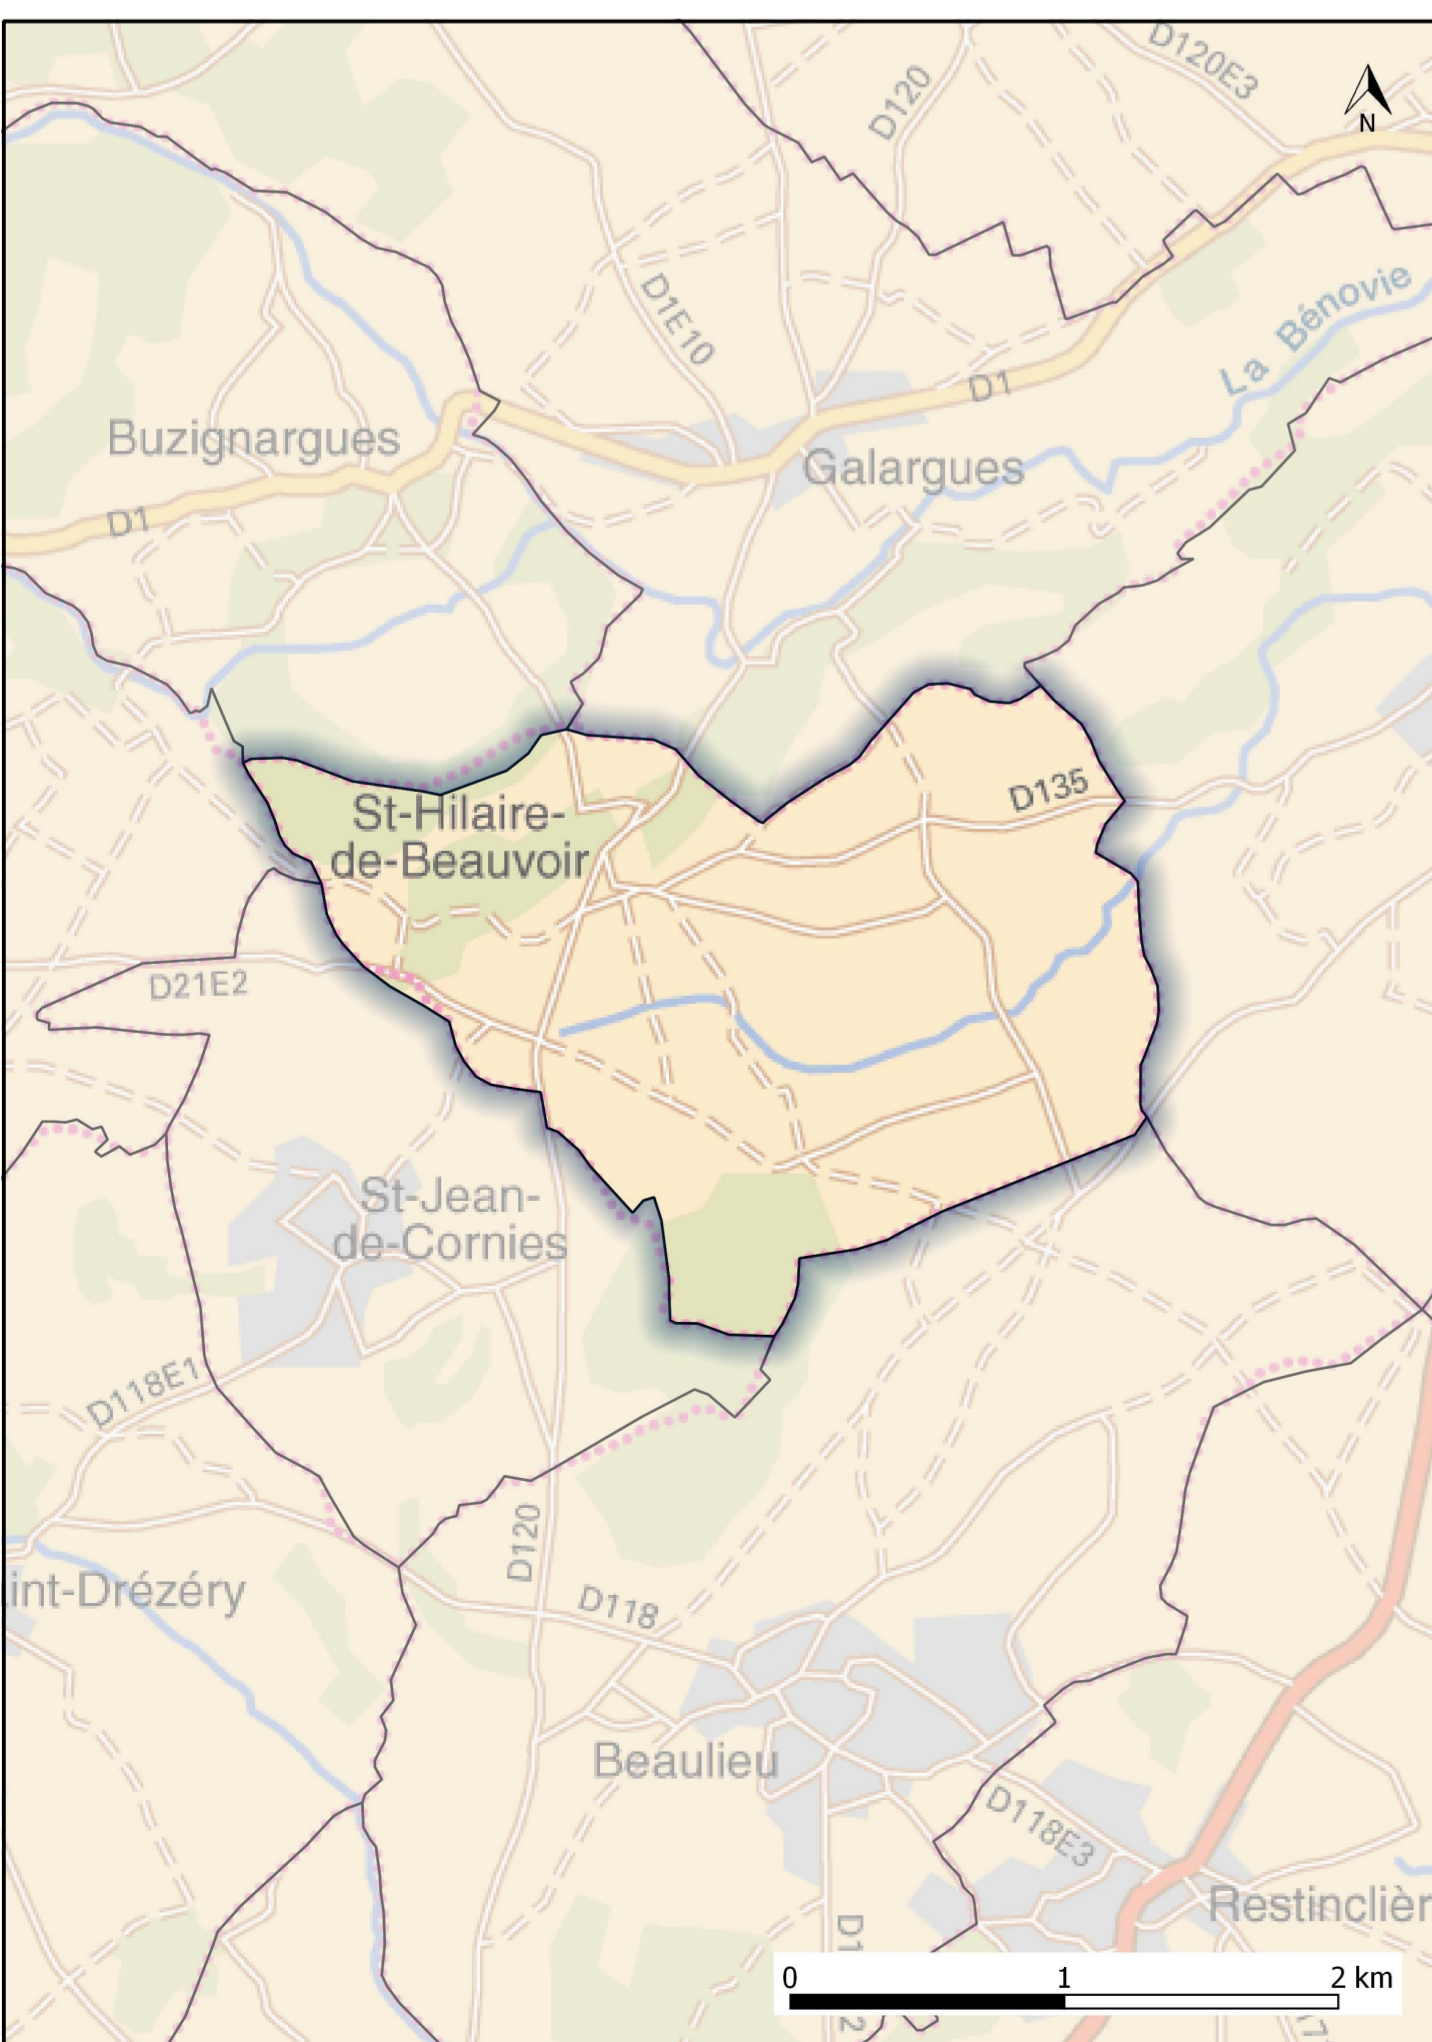 D120E3
D120
N
La Bénovie
D1E10
D1
Buzignargues
Galargues
D1
D135
St-Hilaire-
de-Beauvoir
D21E2
St-Jean-
de-Cornies
D118E1
D120
D118
int-Drézéry
Beaulieu
D118E3
Restinclièr
0 1 2 km